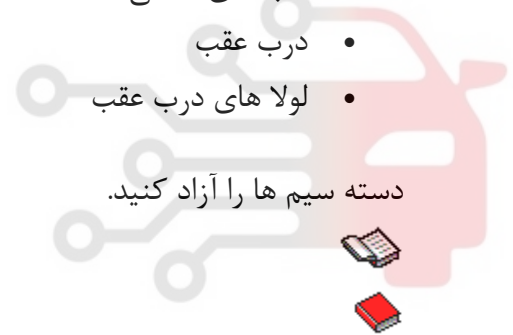 • درب عقب
• لولا های درب عقب
دسته سیم ها را آزاد کنید.